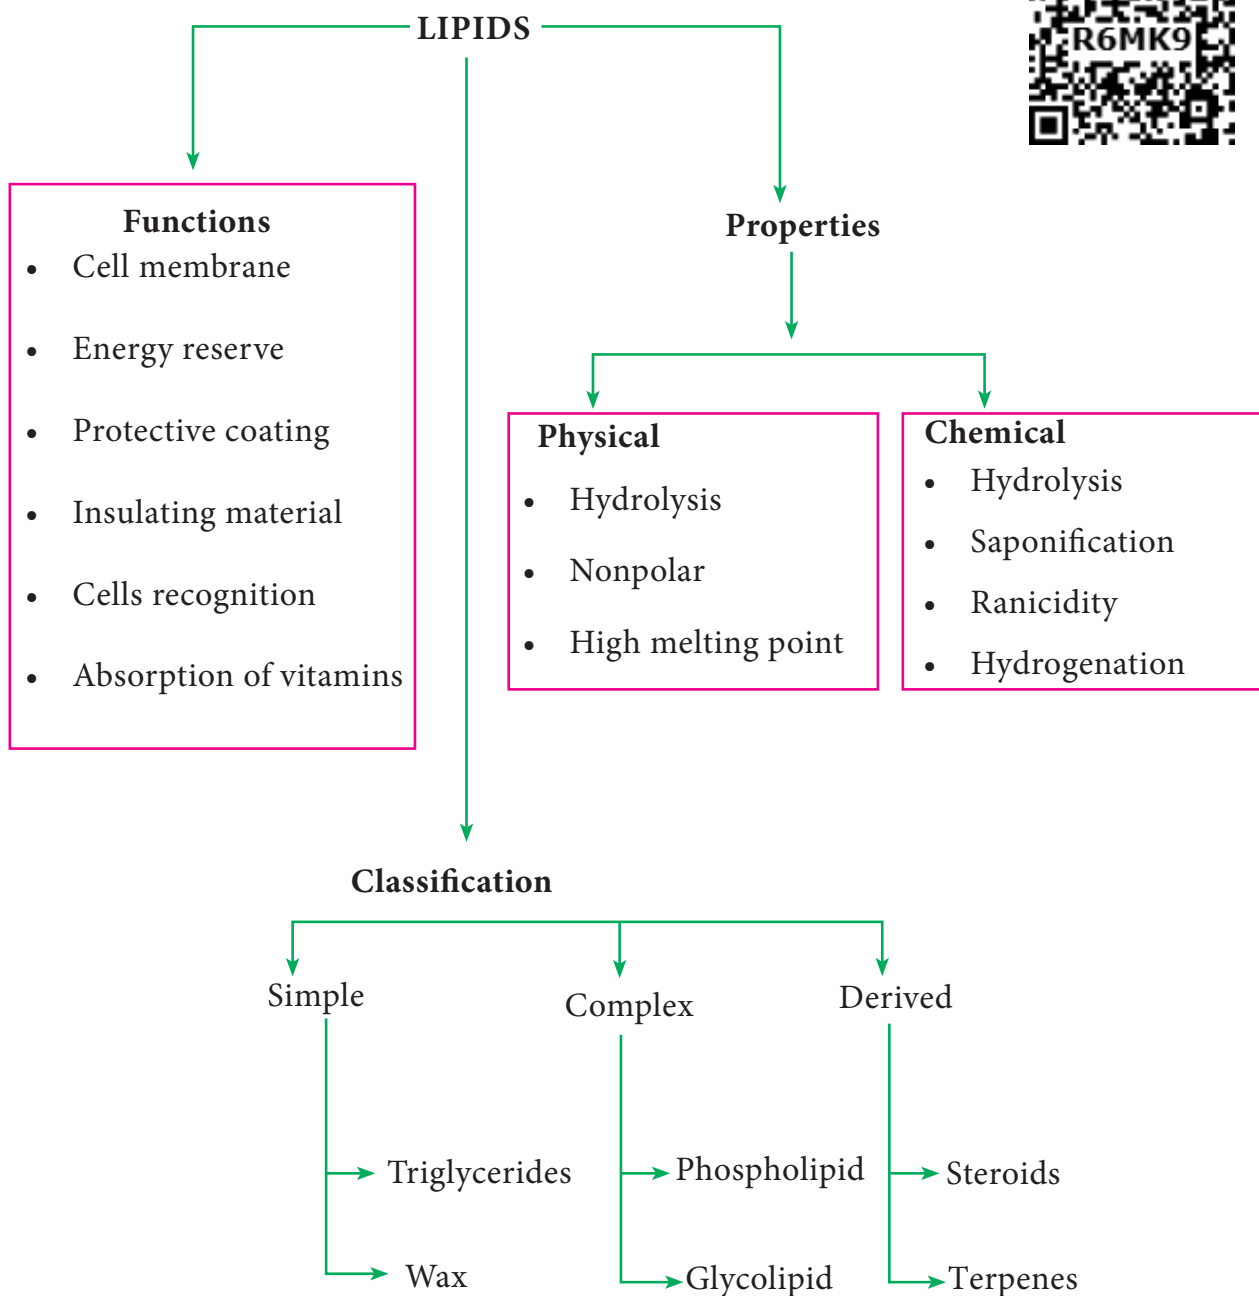 LIPIDS
R6MK9
Functions
• Cell membrane
• Energy reserve
• Protective coating
• Insulating material
• Cells recognition
• Absorption of vitamins
Properties
Physical
• Hydrolysis
• Nonpolar
• High melting point
Chemical
• Hydrolysis
• Saponification
• Ranicidity
• Hydrogenation
Classification
Simple
Complex
Derived
Triglycerides
Phospholipid
Steroids
Wax
Glycolipid
Terpenes